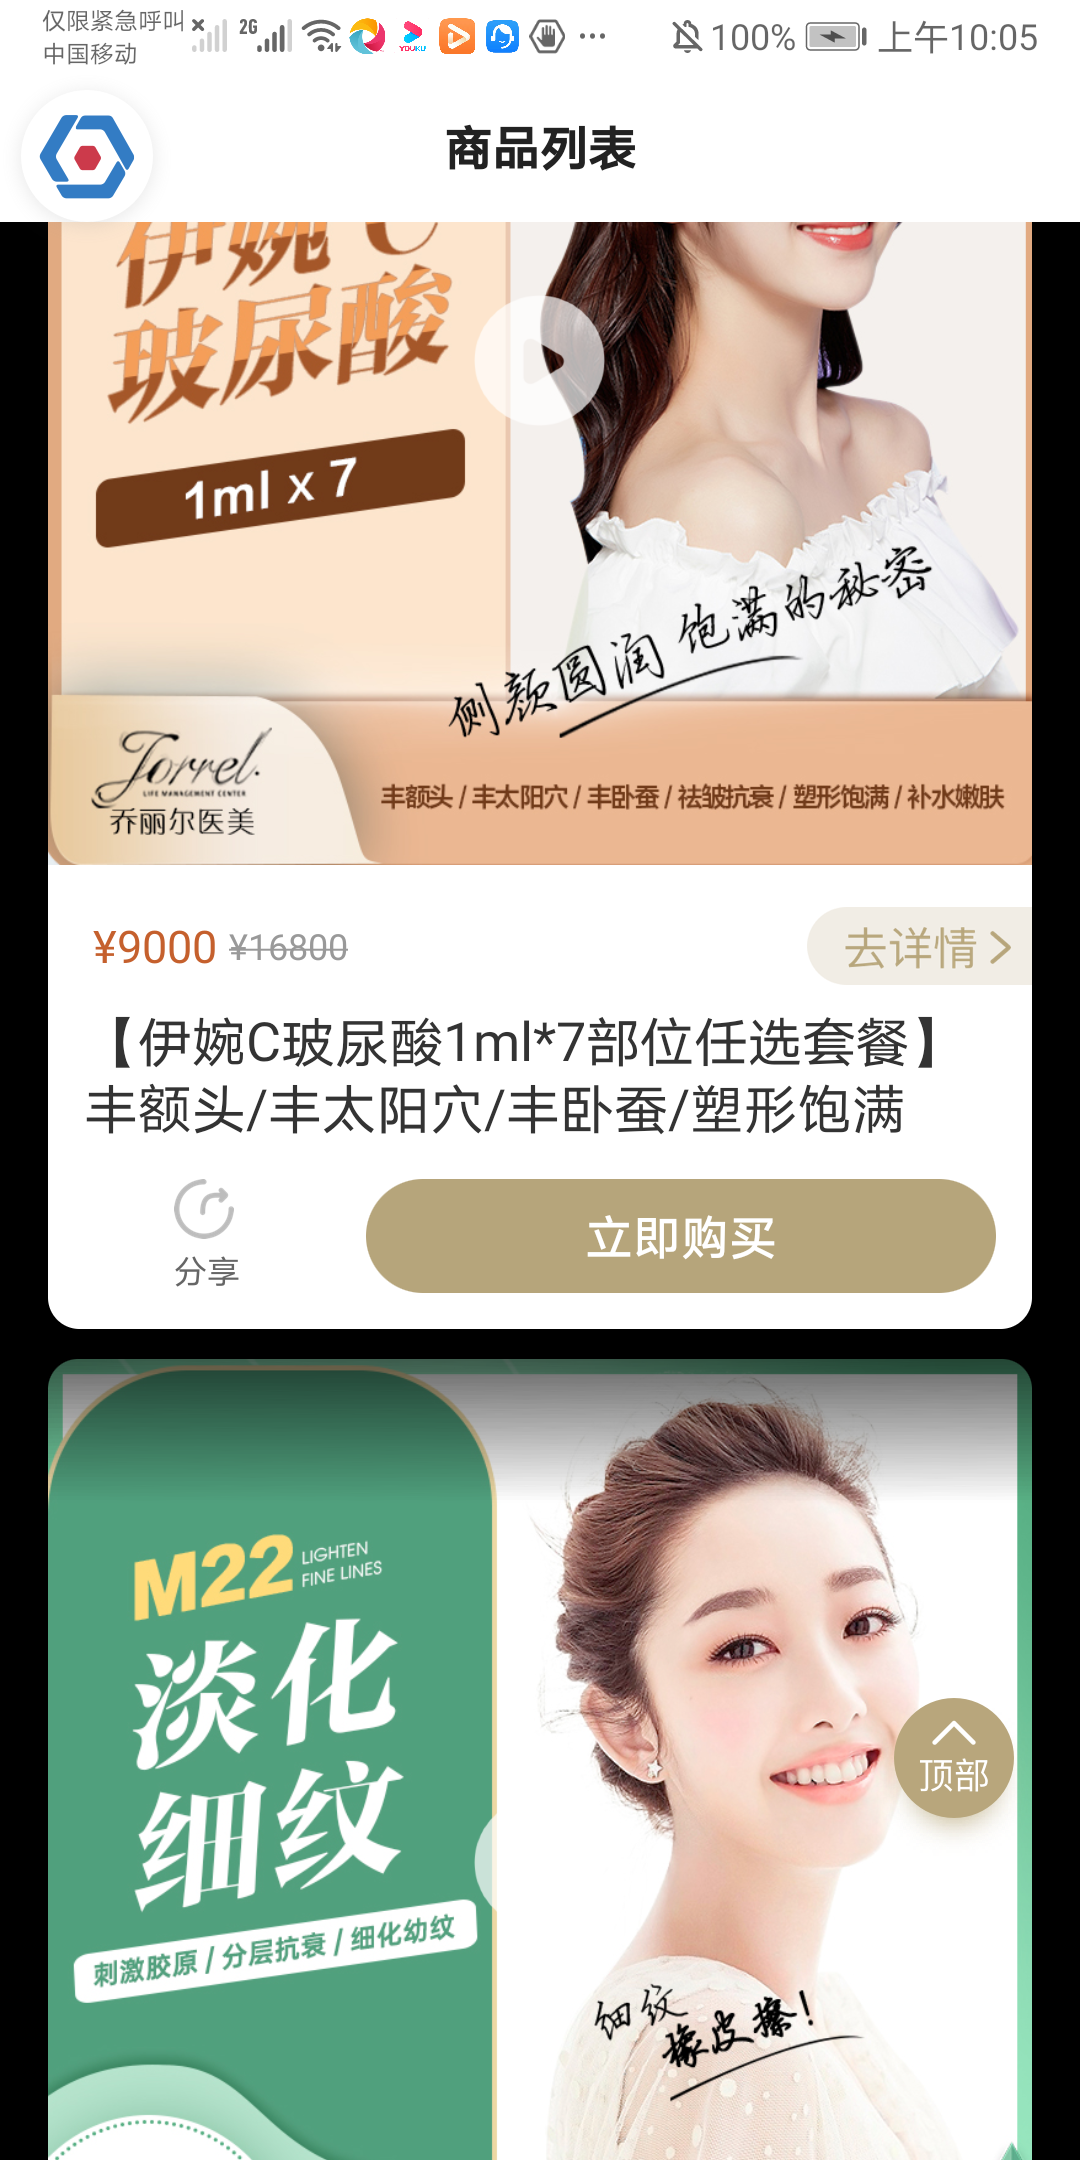 仅限紧急呼叫
中国移动
2G
YOUKU
100%
上午10:05
商品列表
伊婉C
玻尿酸
1ml x 7
侧颜圆润 饱满的秘密
Jorrel.
LIFE MANAGEMENT CENTER
乔丽尔医美
丰额头 / 丰太阳穴 / 丰卧蚕 / 祛皱抗衰 / 塑形饱满 / 补水嫩肤
¥9000 ¥16800
去详情
【伊婉C玻尿酸1ml*7部位任选套餐】
丰额头/丰太阳穴/丰卧蚕/塑形饱满
分享
立即购买
M22
LIGHTEN
FINE LINES
淡化
细纹
刺激胶原 / 分层抗衰 / 细化幼纹
细纹
橡皮擦!
顶部